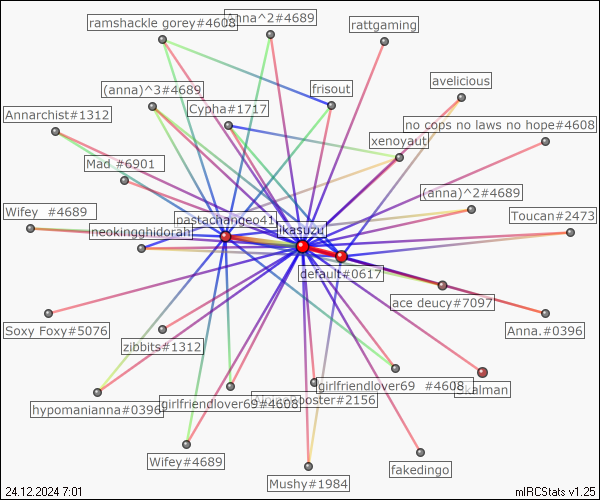 ramshackle gorey#4608
Anna^2#4689
rattgaming
avelicious
(anna)^3#4689
frisout
Cypha#1717
Annarchist#1312
no cops no laws no hope#4608
xenoyaut
Mad #6901
(anna)^2#4689
Wifey #4689
Toucan#2473
pastachangeo41
ikasuzu
neokingghidorah
default#0617
ace deucy#7097
Soxy Foxy#5076
Anna.#0396
zibbits#1312
girlfriendlover69 #4608
kalman
hypomanianna#0396
girlfriendlover69#4608
ooster#2156
Wifey#4689
fakedingo
Mushy#1984
24.12.2024 7:01
mIRCStats v1.25